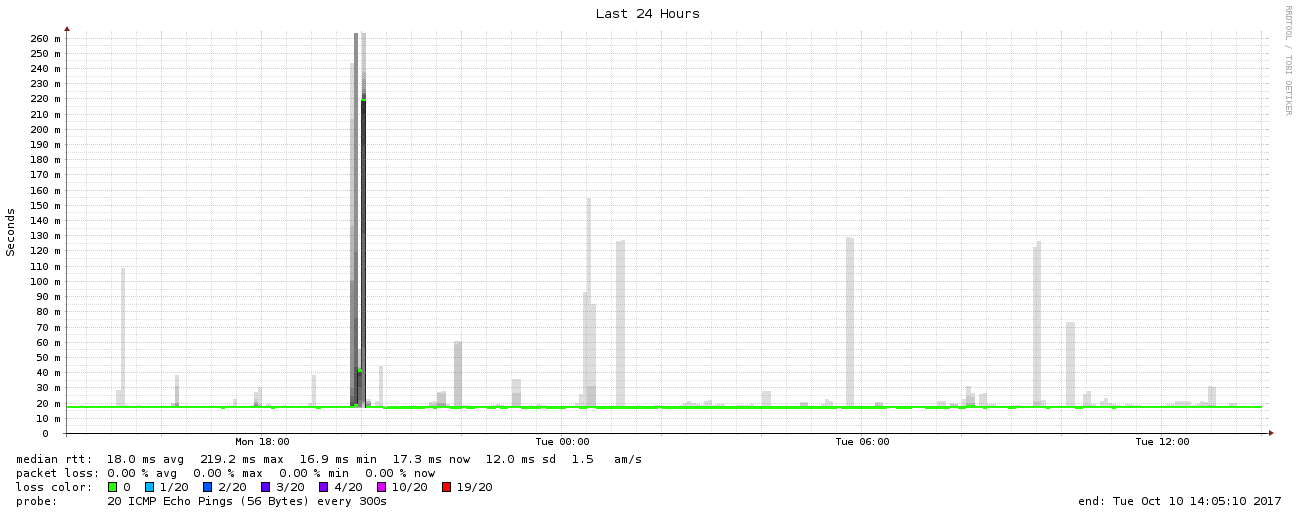 Last 24 Hours
RRDTOOL / TOBI OETIKER
Seconds
260 m
250 m
240 m
230 m
220 m
210 m
200 m
190 m
180 m
170 m
160 m
150 m
140 m
130 m
120 m
110 m
100 m
90 m
80 m
70 m
60 m
50 m
40 m
30 m
20 m
10 m
0
Mon 18:00 Tue 00:00 Tue 06:00 Tue 12:00
median rtt: 18.0 ms avg 219.2 ms max 16.9 ms min 17.3 ms now 12.0 ms sd 1.5 am/s
packet loss: 0.00 % avg 0.00 % max 0.00 % min 0.00 % now
loss color: 0 1/20 2/20 3/20 4/20 10/20 19/20
probe: 20 ICMP Echo Pings (56 Bytes) every 300s end: Tue Oct 10 14:05:10 2017